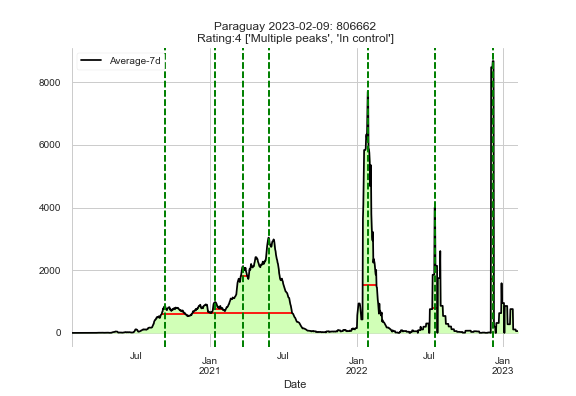 Paraguay 2023-02-09: 806662
Rating:4 ['Multiple peaks', 'In control']
Average-7d
8000
6000
4000
2000
0
Jul
Jan
2021
Jul
Jan
2022
Jul
Jan
2023
Date